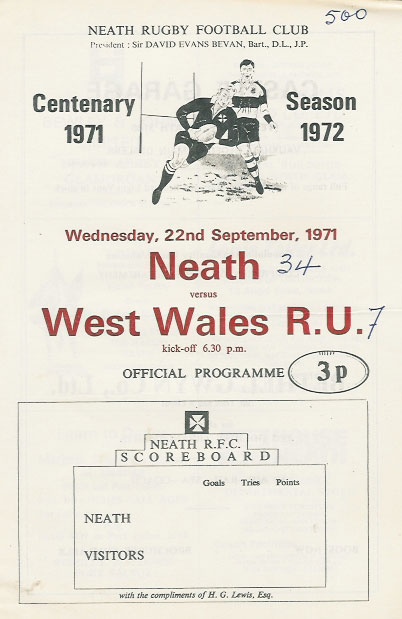 NEATH RUGBY FOOTBALL CLUB
500
President : Sir DAVID EVANS BEVAN, Bart., D.L., J.P.
Centenary Season
1971 1972
Wednesday, 22nd September, 1971
Neath 34
versus
West Wales R.U. 7
kick-off 6.30 p.m.
OFFICIAL PROGRAMME 3p
NEATH R.F.C.
SCOREBOARD
Goals Tries Points
NEATH
VISITORS
with the compliments of H. G. Lewis, Esq.